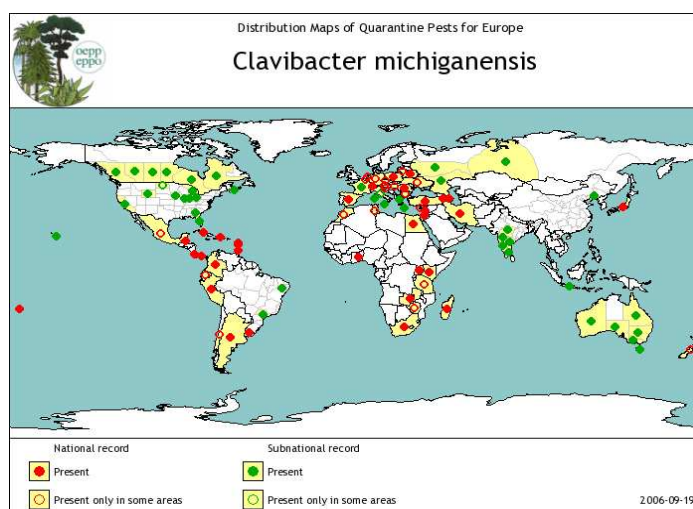 oepp
eppo
Distribution Maps of Quarantine Pests for Europe
Clavibacter michiganensis
National record
Subnational record
Present
Present
Present only in some areas
Present only in some areas
2006-09-19